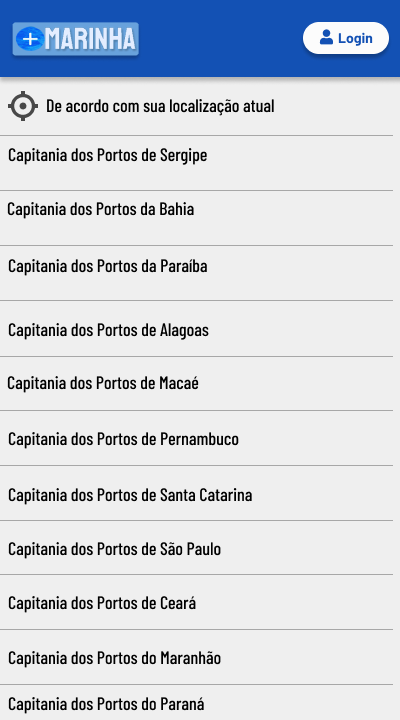 +MARINHA
Login
De acordo com sua localização atual
Capitania dos Portos de Sergipe
Capitania dos Portos da Bahia
Capitania dos Portos da Paraíba
Capitania dos Portos de Alagoas
Capitania dos Portos de Macaé
Capitania dos Portos de Pernambuco
Capitania dos Portos de Santa Catarina
Capitania dos Portos de São Paulo
Capitania dos Portos de Ceará
Capitania dos Portos do Maranhão
Capitania dos Portos do Paraná